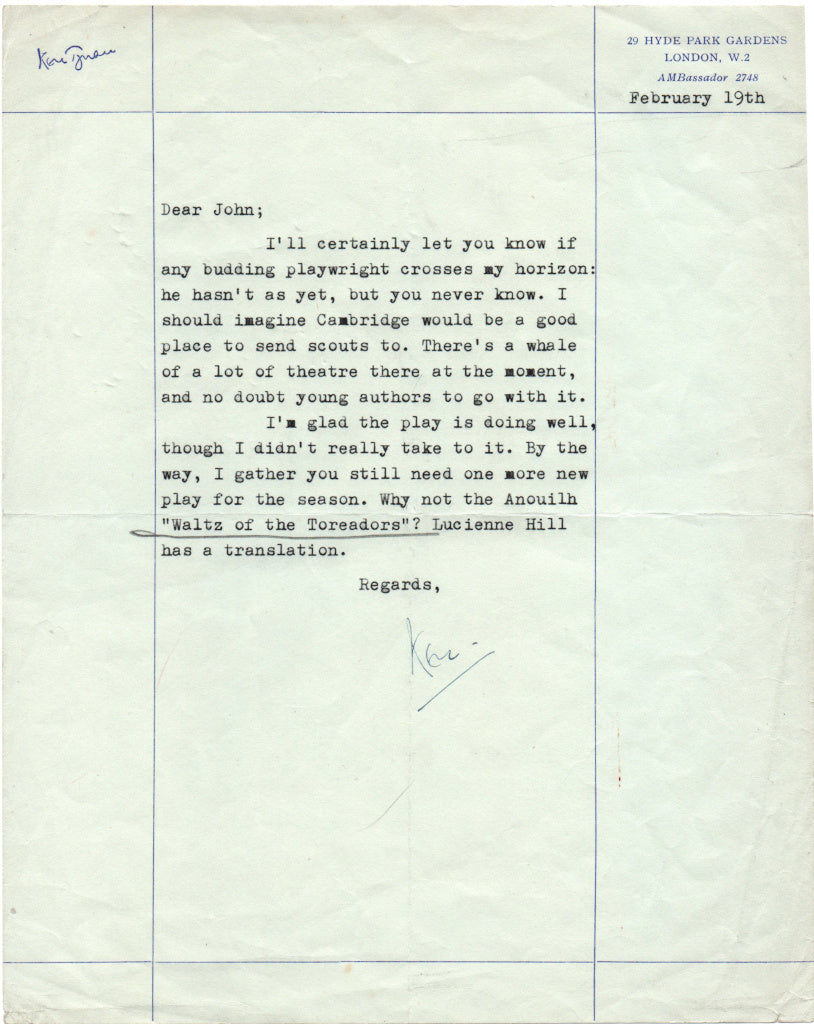 Ken Tynan
29 HYDE PARK GARDENS
LONDON, W.2
AMBassador 2748
February 19th
Dear John;
I'll certainly let you know if
any budding playwright crosses my horizon:
he hasn't as yet, but you never know. I
should imagine Cambridge would be a good
place to send scouts to. There's a whale
of a lot of theatre there at the moment,
and no doubt young authors to go with it.
I'm glad the play is doing well,
though I didn't really take to it. By the
way, I gather you still need one more new
play for the season. Why not the Anouilh
"Waltz of the Toreadors"? Lucienne Hill
has a translation.
Regards,
Ken